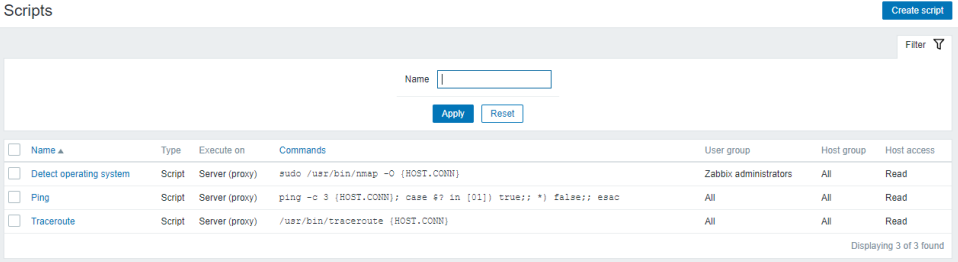 Scripts
Create script
Filter
Name
Apply Reset
Name Type Execute on Commands User group Host group Host access
Detect operating system Script Server (proxy) sudo /usr/bin/nmap -O {HOST.CONN} Zabbix administrators All Read
Ping Script Server (proxy) ping -c 3 {HOST.CONN}; case $? in [01]) true;; *) false;; esac All All Read
Traceroute Script Server (proxy) /usr/bin/traceroute {HOST.CONN} All All Read
Displaying 3 of 3 found